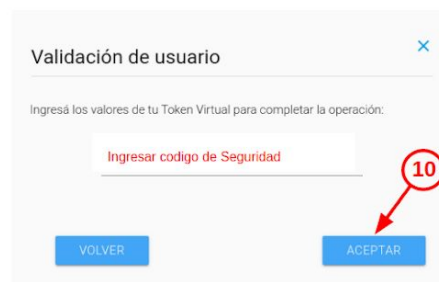 Validación de usuario
×
Ingresá los valores de tu Token Virtual para completar la operación:
Ingresar codigo de Seguridad
10
VOLVER
ACEPTAR